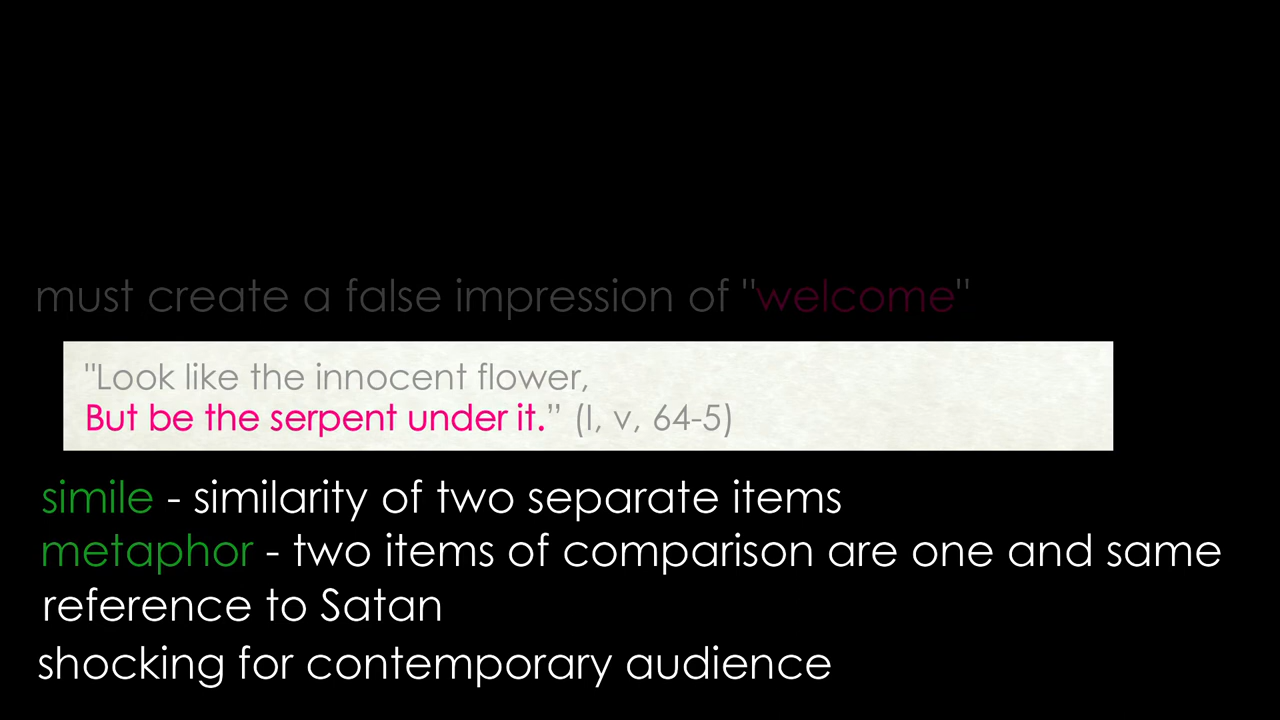 must create a false impression of "welcome"
"Look like the innocent flower,
But be the serpent under it.” (I, v, 64-5)
simile - similarity of two separate items
metaphor - two items of comparison are one and same
reference to Satan
shocking for contemporary audience